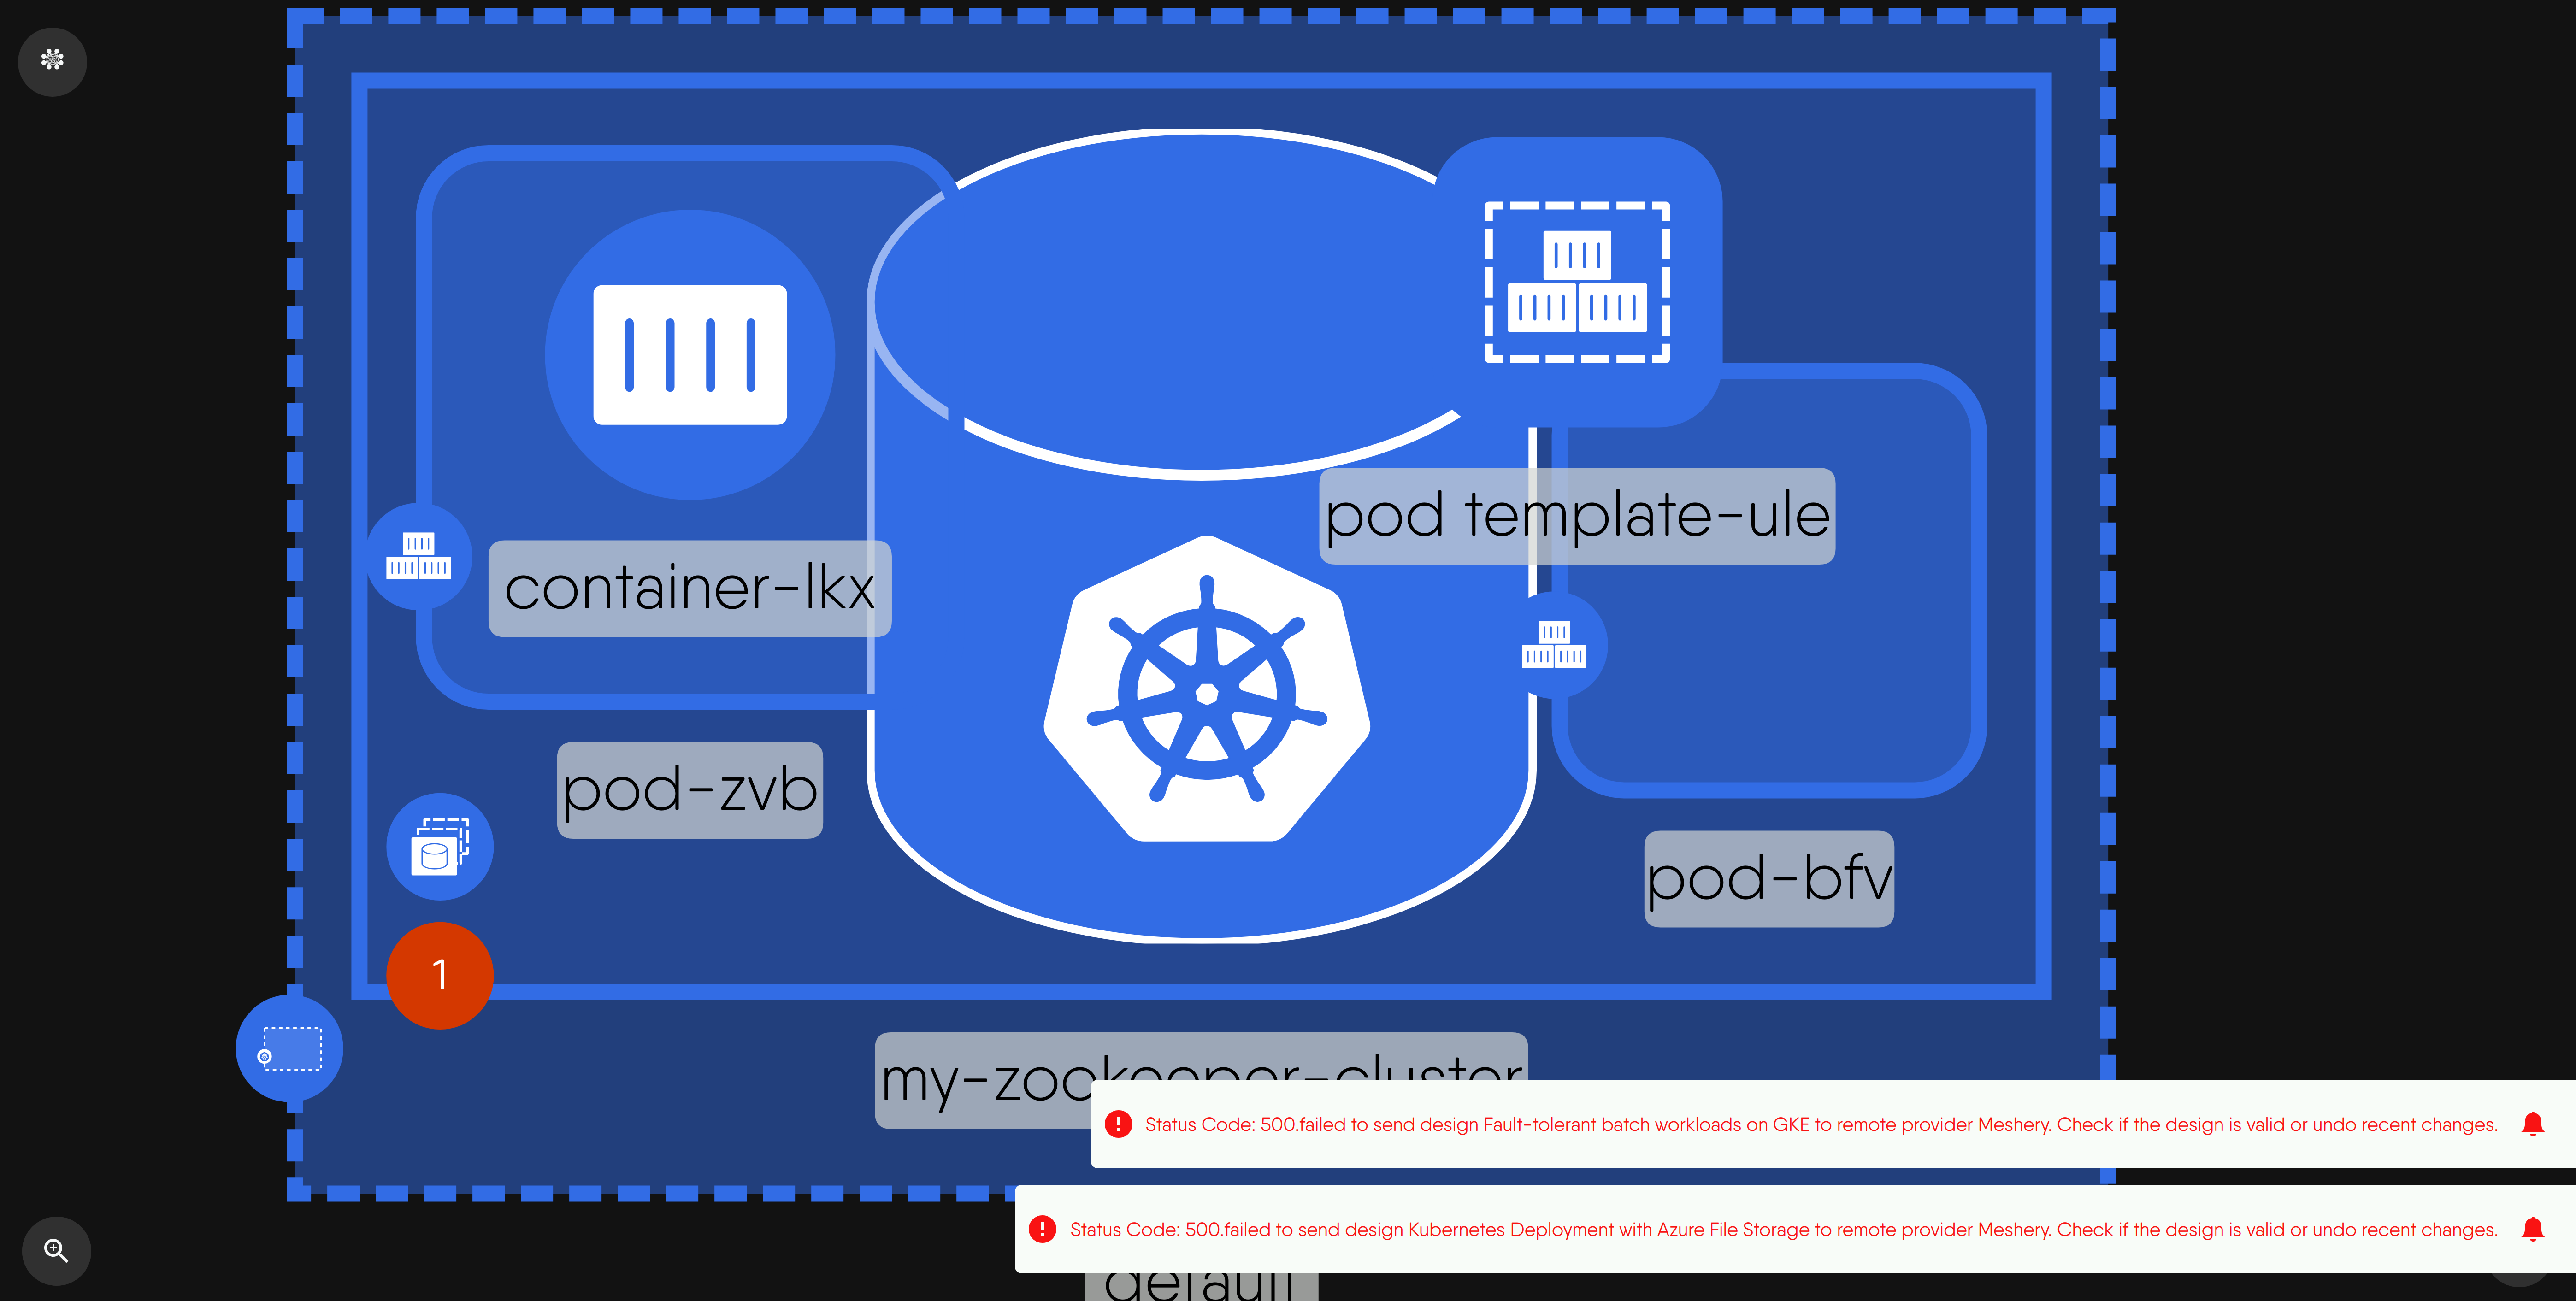 pod template-ule
container-lkx
pod-zvb
pod-bfv
1
my-zookeeper-cluster
Status Code: 500.failed to send design Fault-tolerant batch workloads on GKE to remote provider Meshery. Check if the design is valid or undo recent changes.
Status Code: 500.failed to send design Kubernetes Deployment with Azure File Storage to remote provider Meshery. Check if the design is valid or undo recent changes.
default